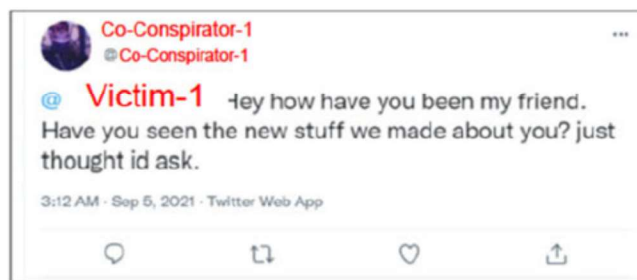 Co-Conspirator-1
@Co-Conspirator-1
@ Victim-1 Hey how have you been my friend.
Have you seen the new stuff we made about you? just
thought id ask.
3:12 AM · Sep 5, 2021 · Twitter Web App